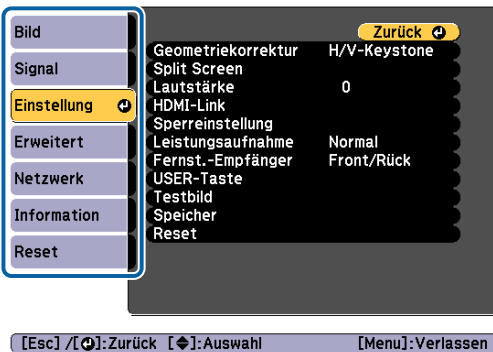 Bild
Signal
Einstellung
Erweitert
Netzwerk
Information
Reset
Zurück
Geometriekorrektur H/V-Keystone
Split Screen
Lautstärke 0
HDMI-Link
Sperreinstellung
Leistungsaufnahme Normal
Fernst.-Empfänger Front/Rück
USER-Taste
Testbild
Speicher
Reset
[Esc] /[⏎]:Zurück [◆]:Auswahl [Menu]:Verlassen